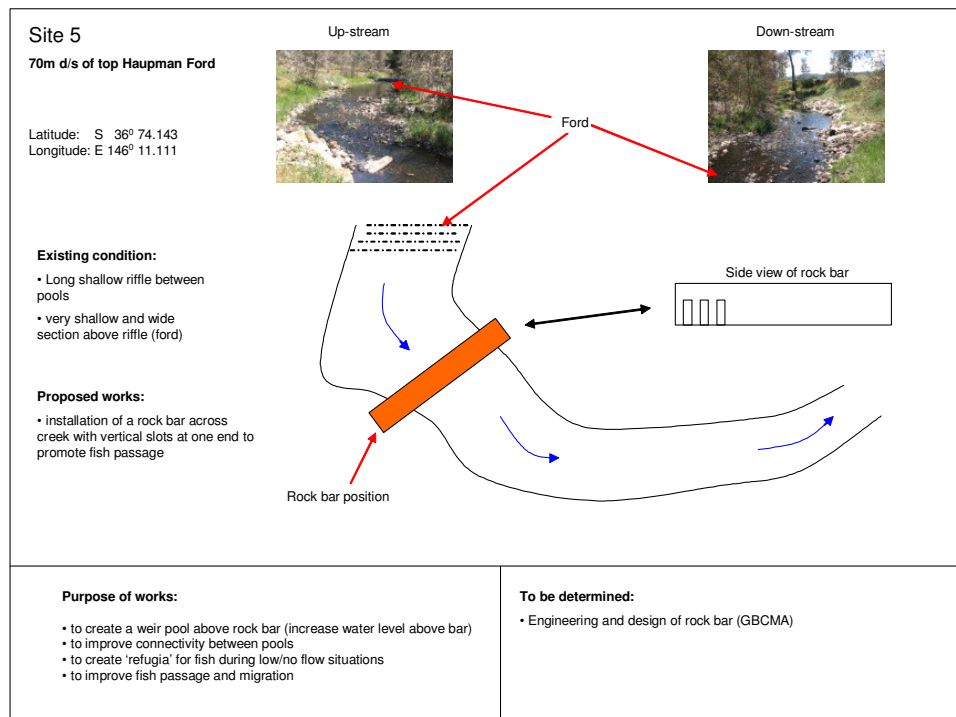 Site 5
70m d/s of top Haupman Ford
Latitude: S 36⁰ 74.143
Longitude: E 146⁰ 11.111
Up-stream
Down-stream
Ford
Existing condition:
• Long shallow riffle between
pools
• very shallow and wide
section above riffle (ford)
Side view of rock bar
Proposed works:
• installation of a rock bar across
creek with vertical slots at one end to
promote fish passage
Rock bar position
Purpose of works:
• to create a weir pool above rock bar (increase water level above bar)
• to improve connectivity between pools
• to create ‘refugia’ for fish during low/no flow situations
• to improve fish passage and migration
To be determined:
• Engineering and design of rock bar (GBCMA)